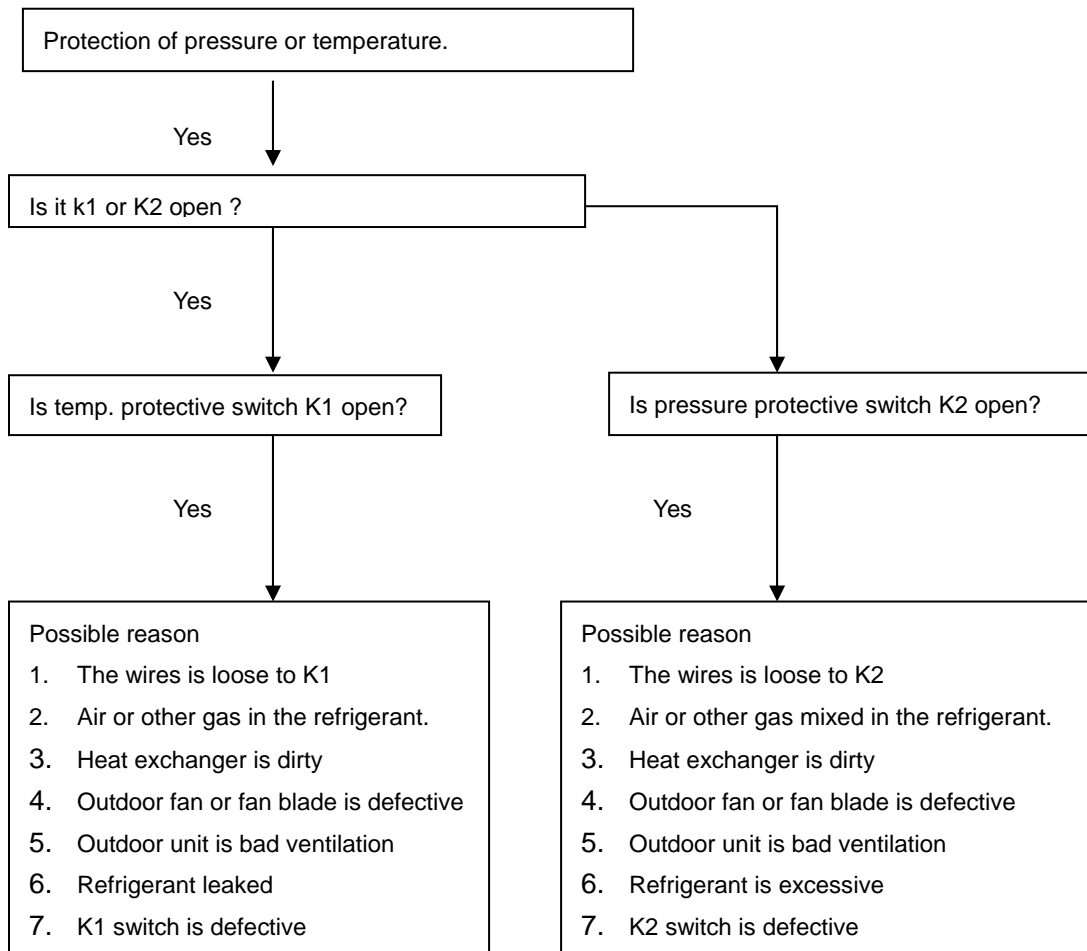 Protection of pressure or temperature.
Yes
Is it k1 or K2 open ?
Yes
Is temp. protective switch K1 open?
Is pressure protective switch K2 open?
Yes
Yes
Possible reason
1. The wires is loose to K1
2. Air or other gas in the refrigerant.
3. Heat exchanger is dirty
4. Outdoor fan or fan blade is defective
5. Outdoor unit is bad ventilation
6. Refrigerant leaked
7. K1 switch is defective
Possible reason
1. The wires is loose to K2
2. Air or other gas mixed in the refrigerant.
3. Heat exchanger is dirty
4. Outdoor fan or fan blade is defective
5. Outdoor unit is bad ventilation
6. Refrigerant is excessive
7. K2 switch is defective